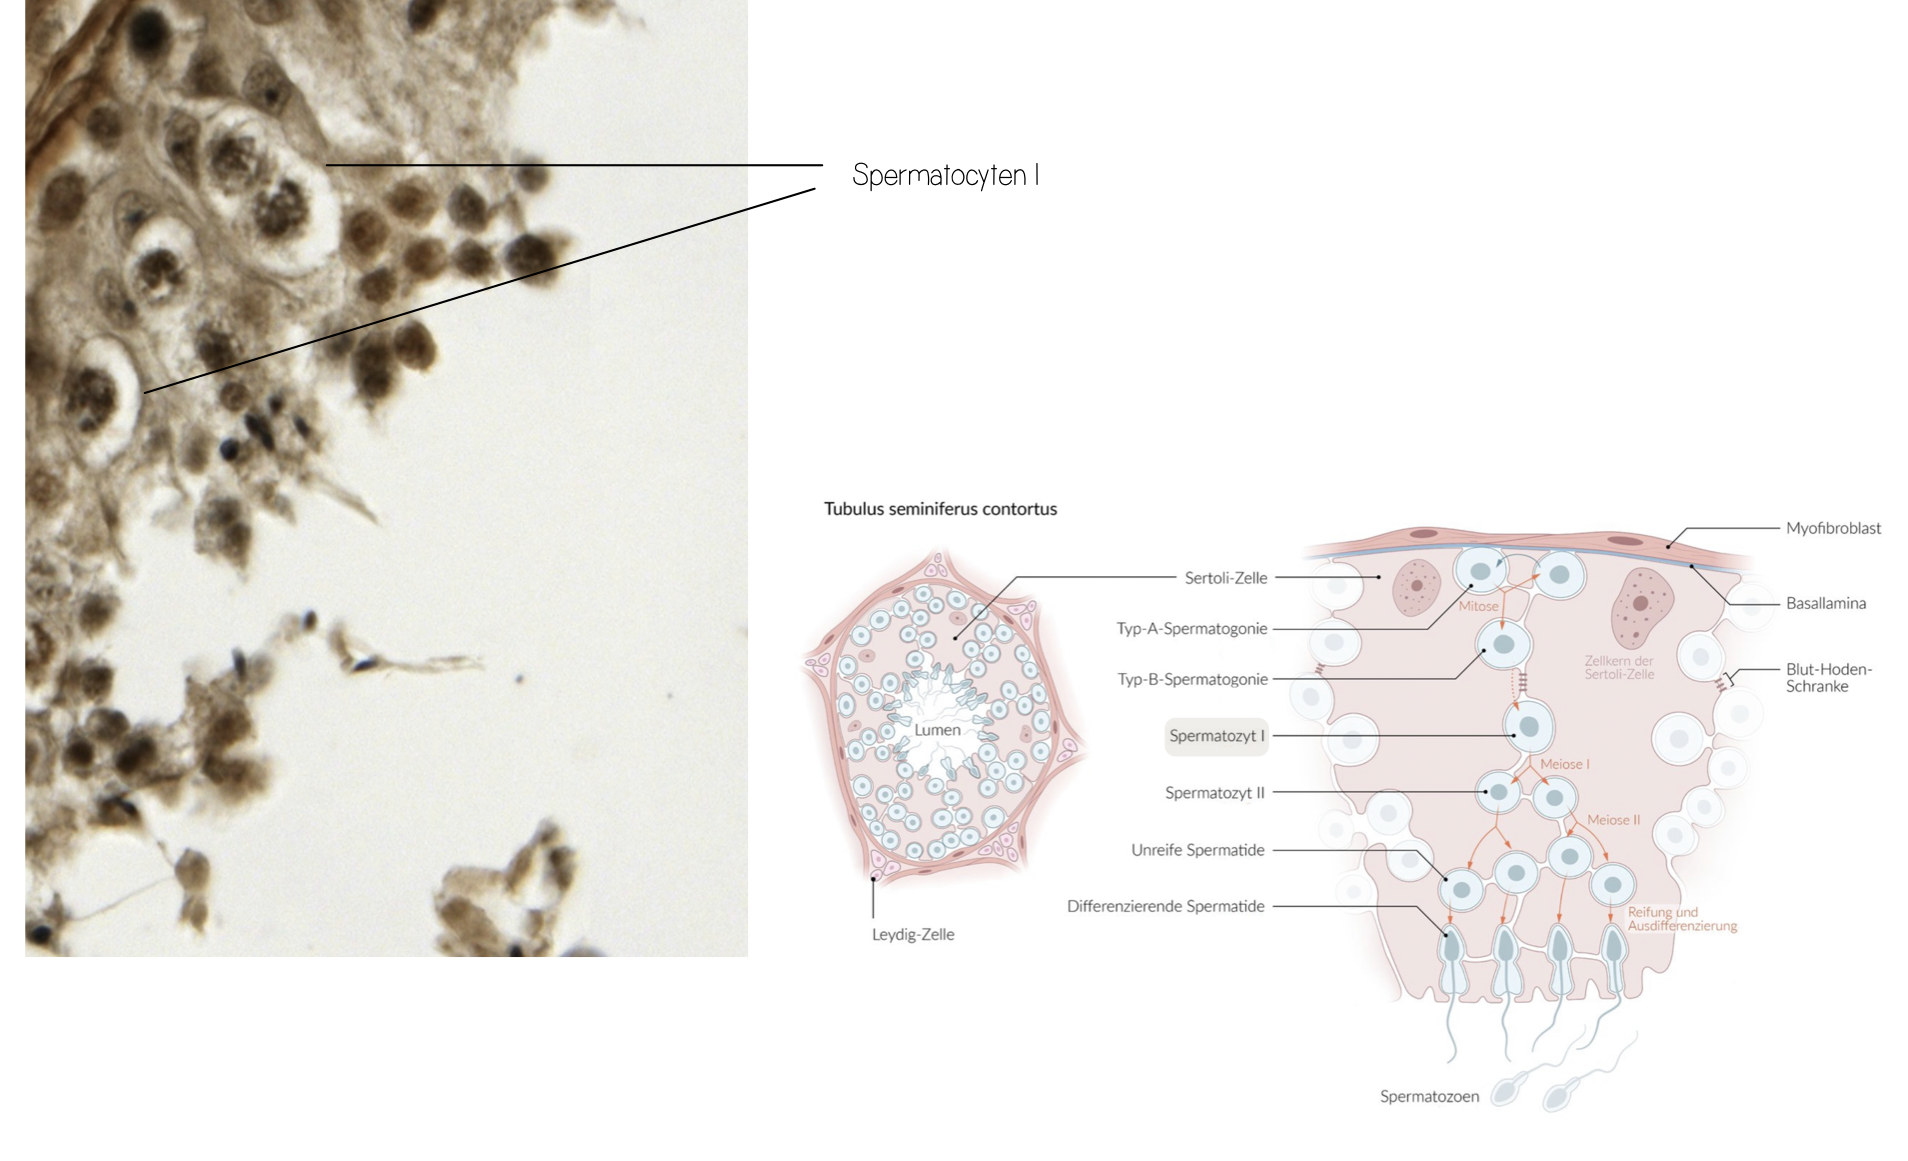 Spermatocyten I
Tubulus seminiferus contortus
Lumen
Leydig-Zelle
Sertoli-Zelle
Typ-A-Spermatogonie
Typ-B-Spermatogonie
Spermatozyt I
Spermatozyt II
Unreife Spermatide
Differenzierende Spermatide
Mitose
Zellkern der
Sertoli-Zelle
Meiose I
Meiose II
Reifung und
Ausdifferenzierung
Myofibroblast
Basallamina
Blut-Hoden-
Schranke
Spermatozoen